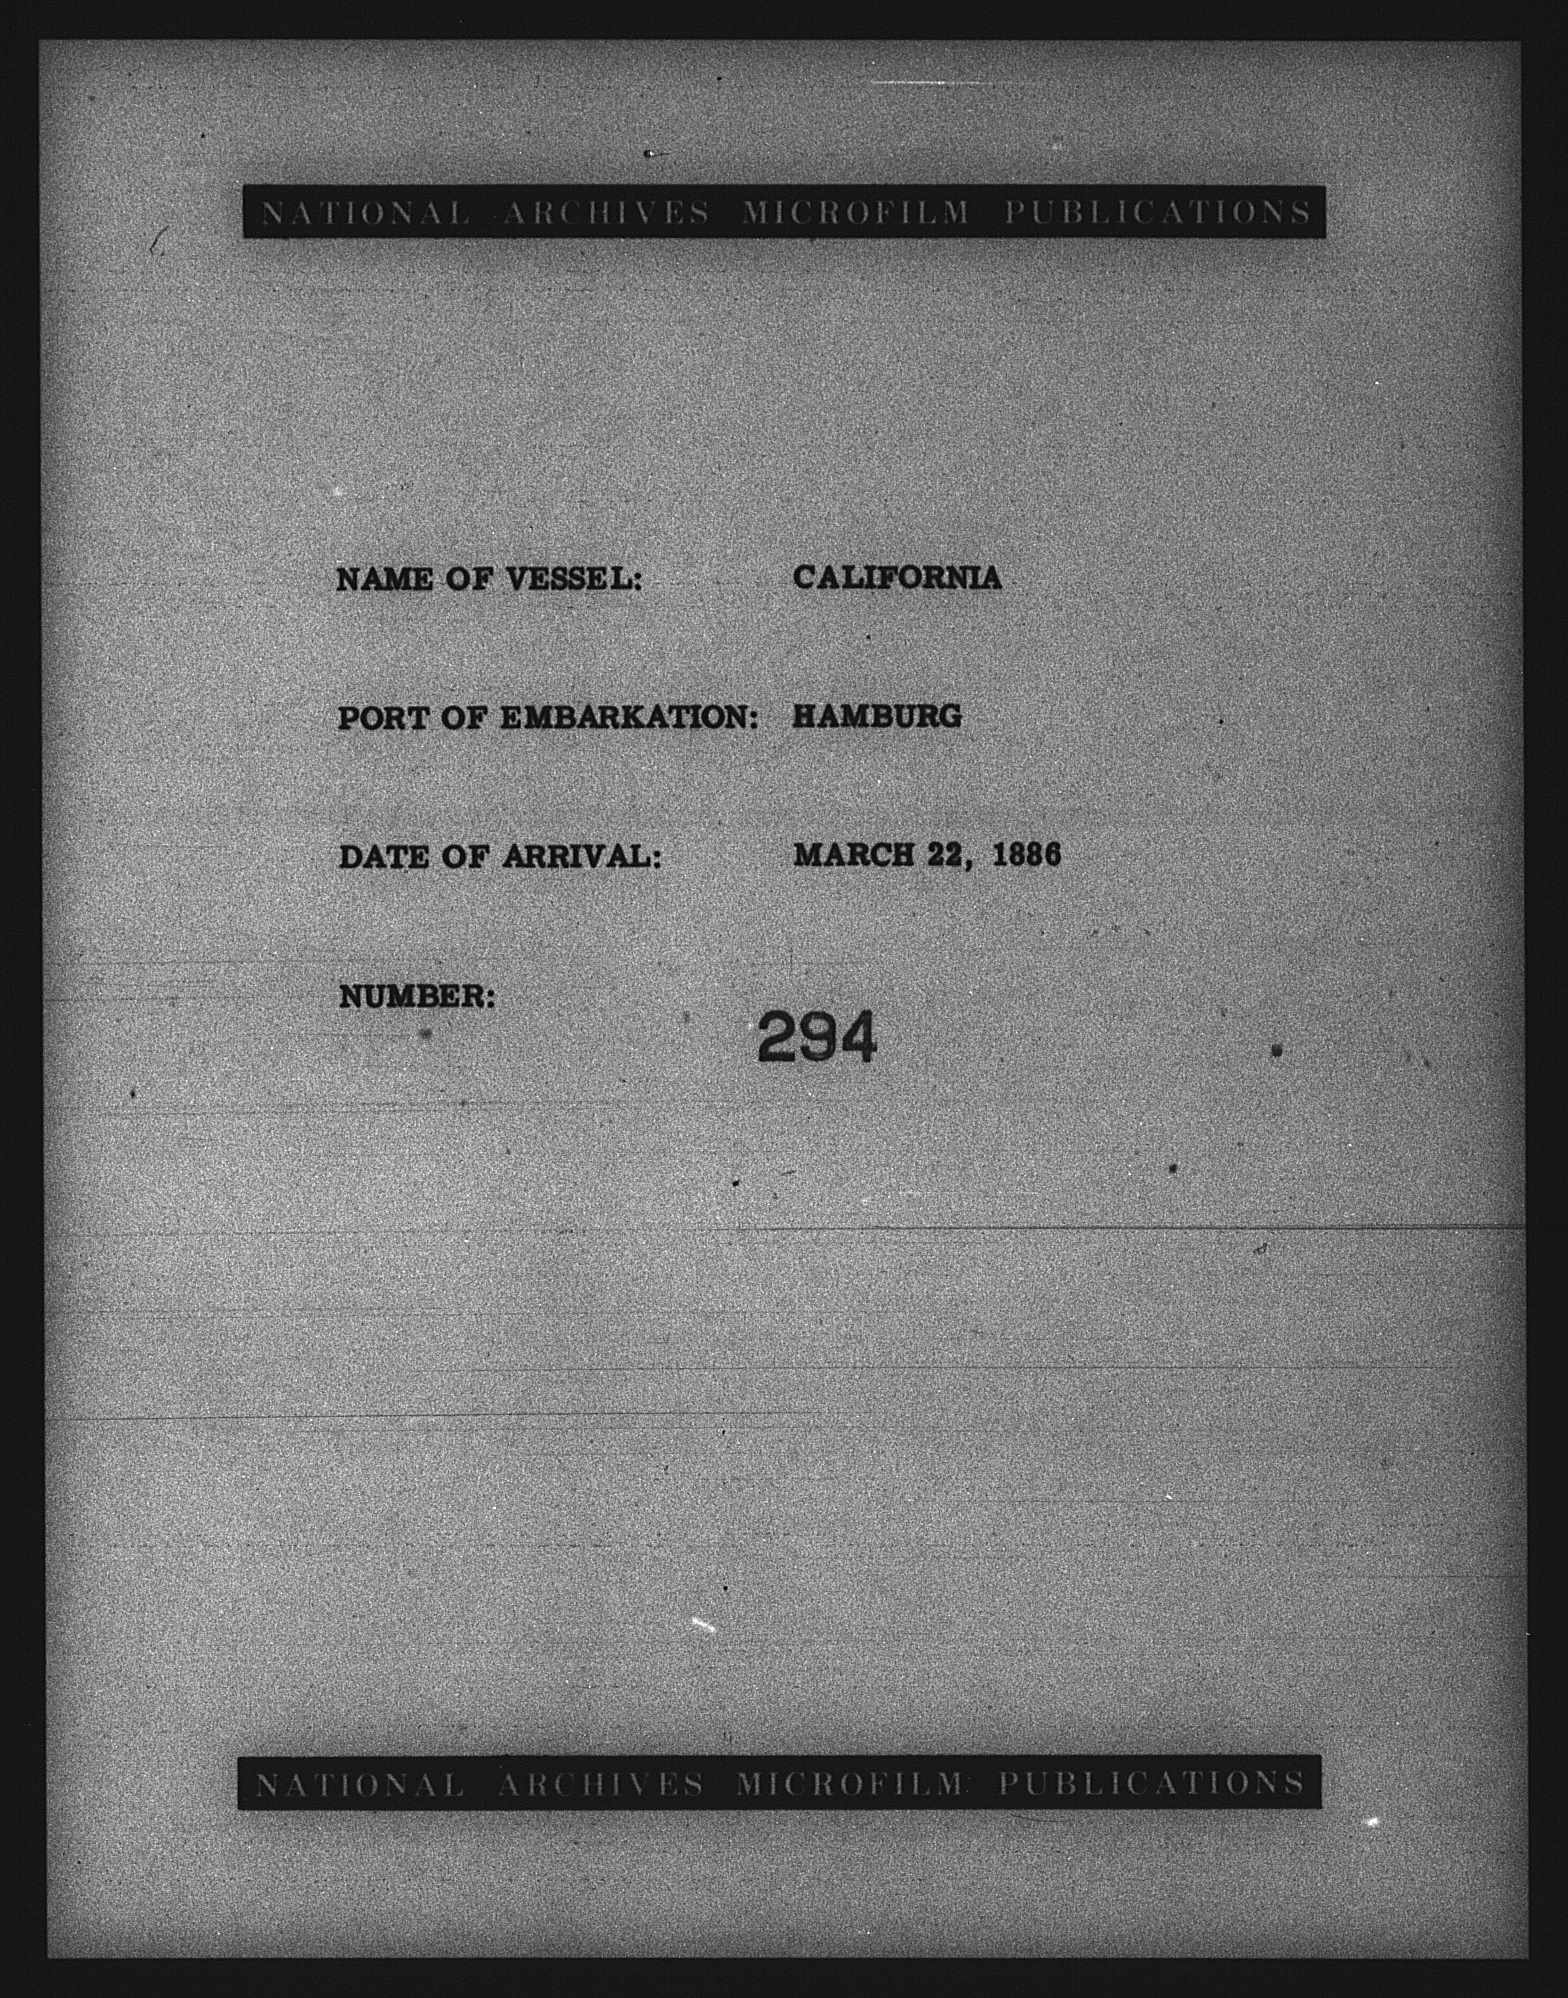 NATIONAL ARCHIVES MICROFILM PUBLICATIONS
NAME OF VESSEL: CALIFORNIA
PORT OF EMBARKATION: HAMBURG
DATE OF ARRIVAL: MARCH 22, 1886
NUMBER: 294
NATIONAL ARCHIVES MICROFILM PUBLICATIONS